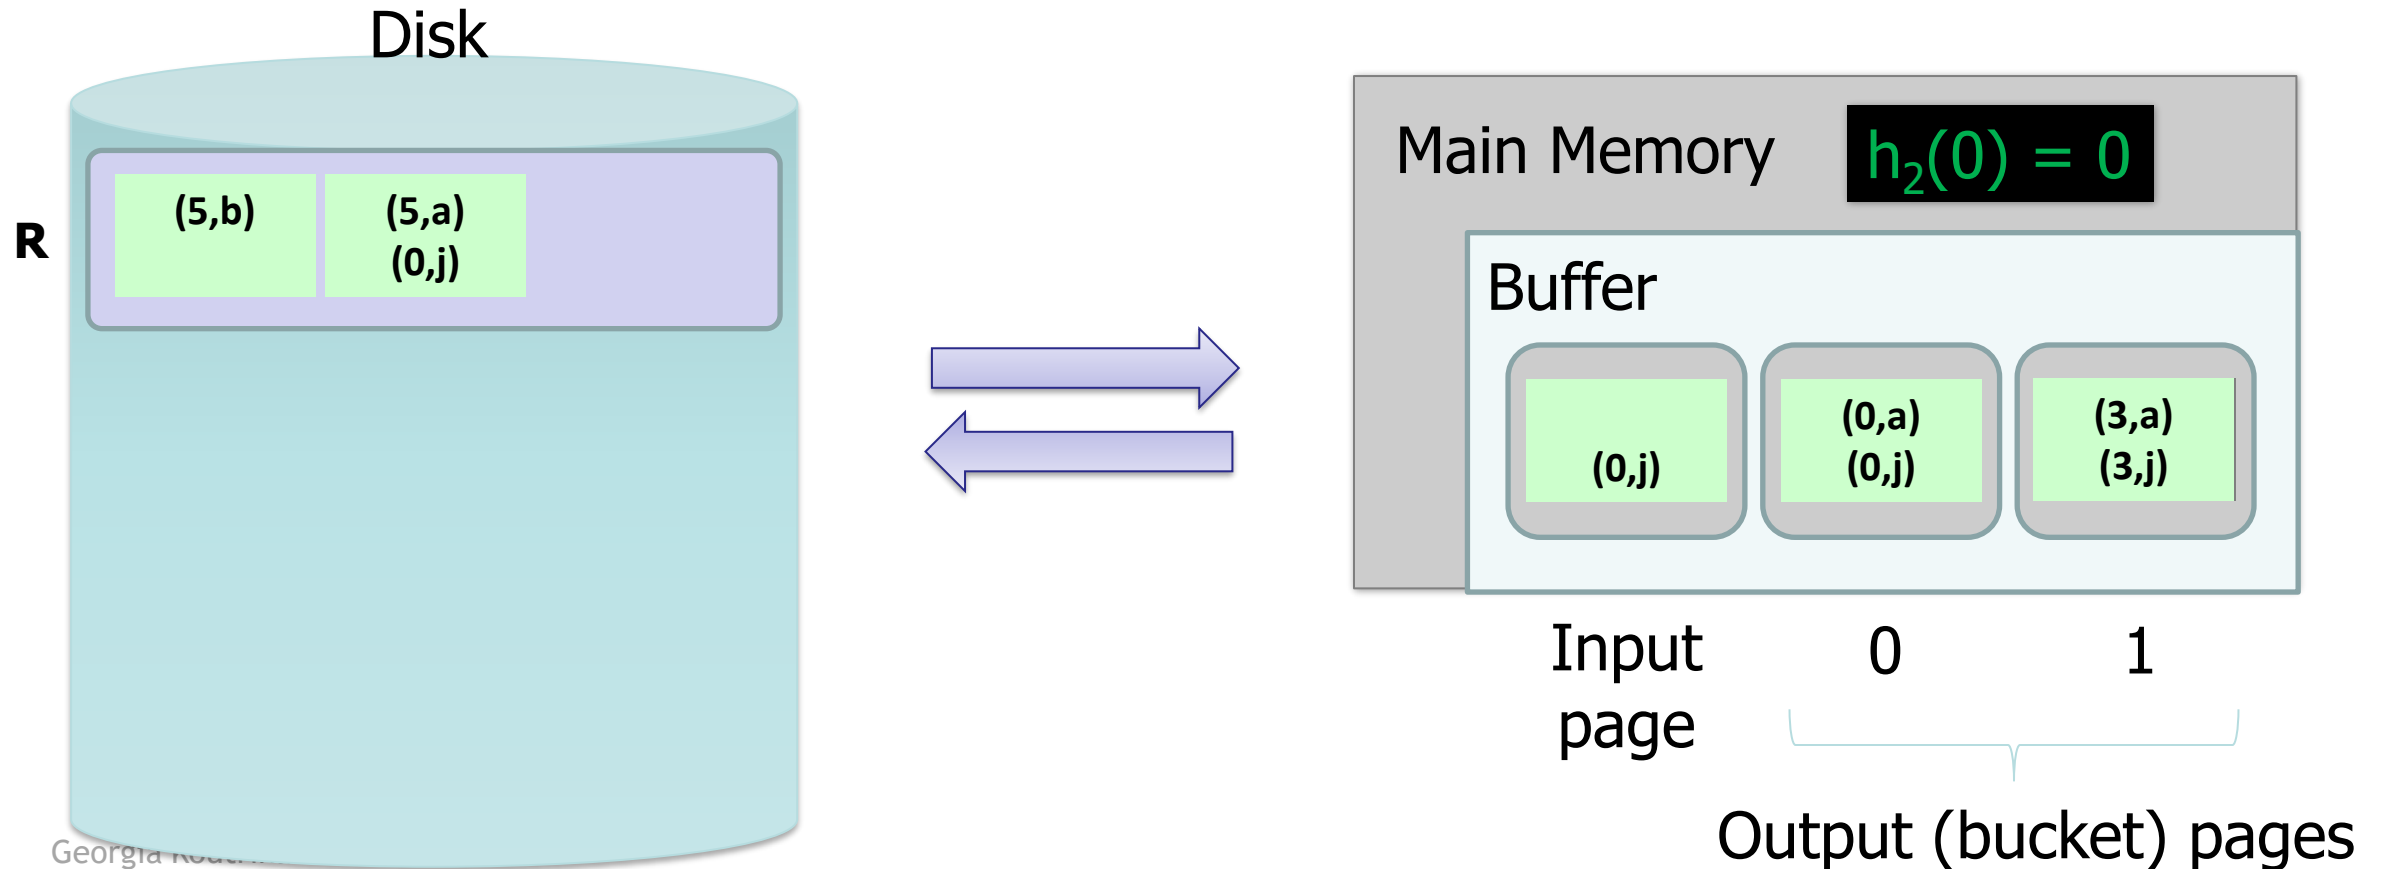 Disk
R
(5,b)
(5,a)
(0,j)
Main Memory
h₂(0) = 0
Buffer
(0,j)
(0,a)
(0,j)
(3,a)
(3,j)
Input
page
0
1
Output (bucket) pages
Georgia